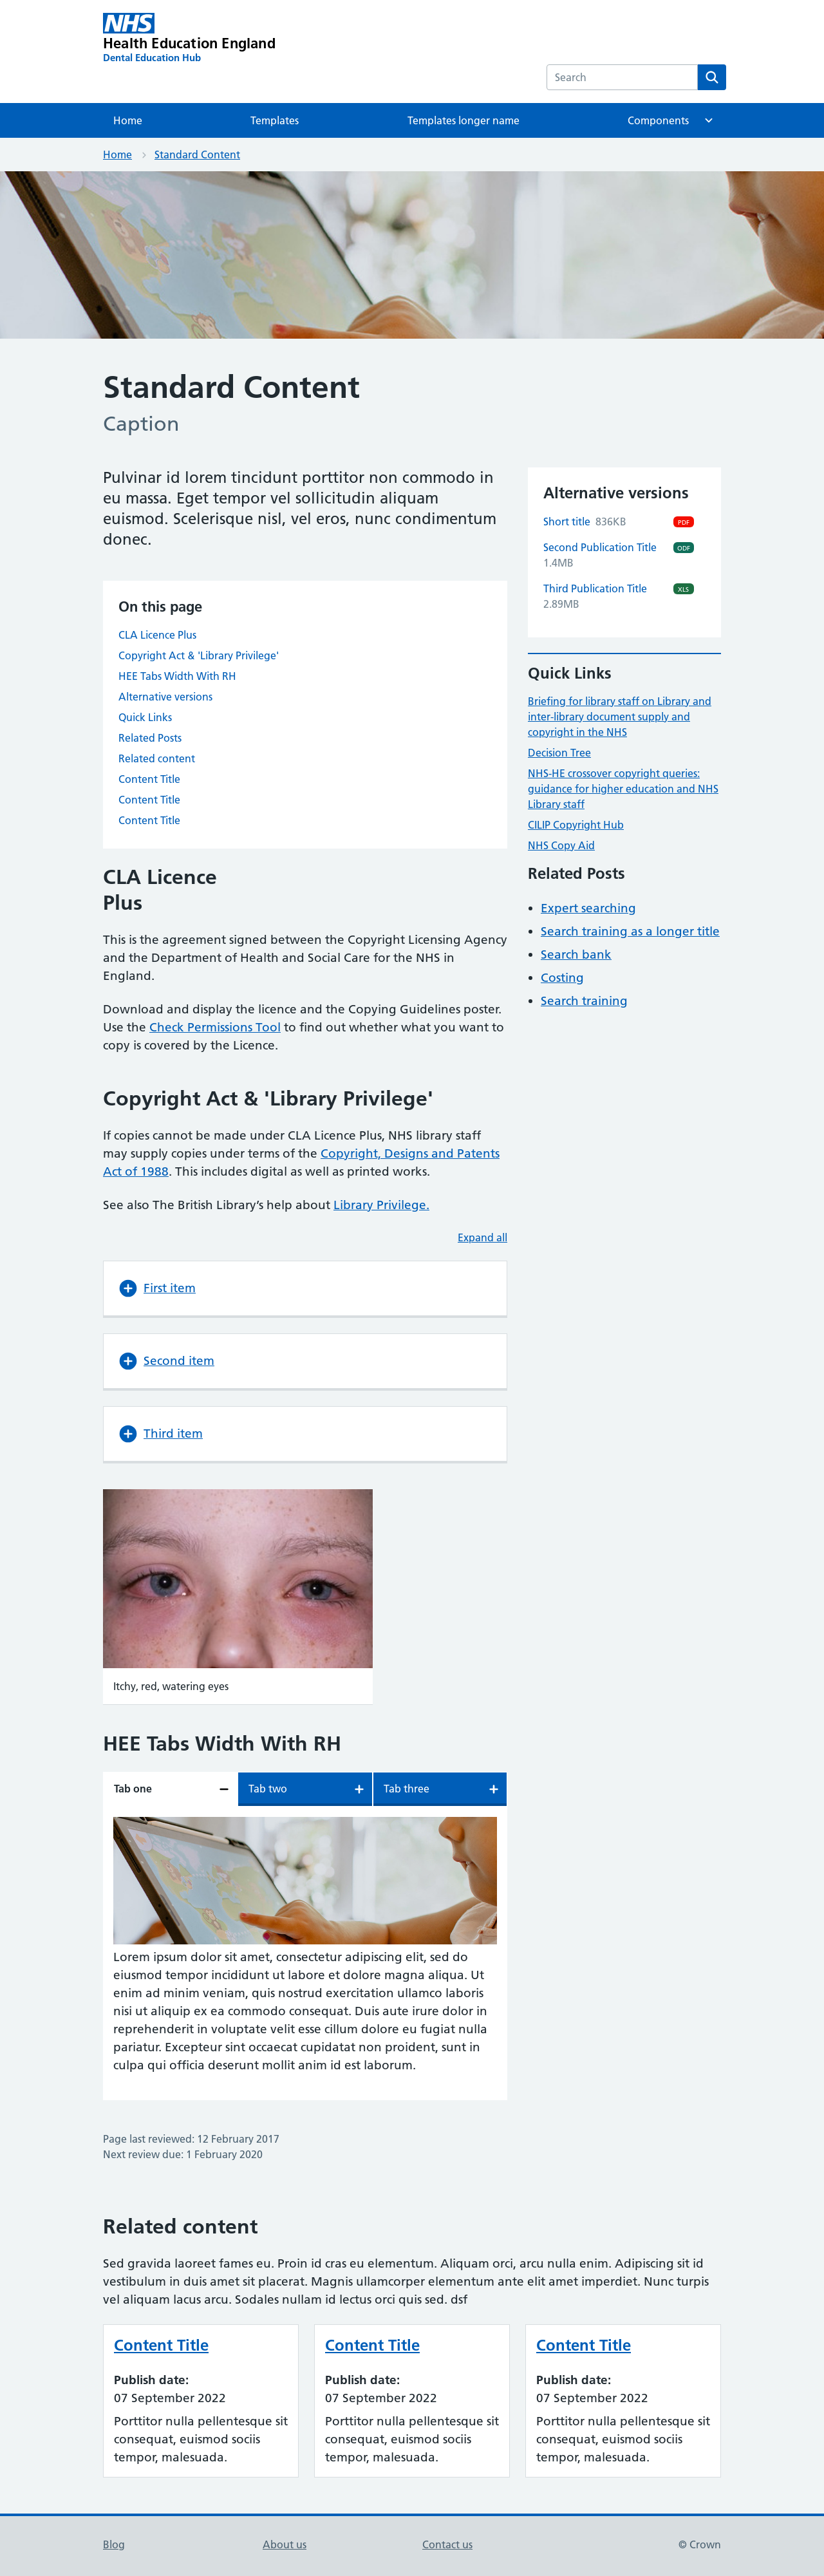 NHS
Health Education England
Dental Education Hub
Search
Home
Templates
Templates longer name
Components
Home
Standard Content
Standard Content
Caption
Pulvinar id lorem tincidunt porttitor non commodo in
eu massa. Eget tempor vel sollicitudin aliquam
euismod. Scelerisque nisl, vel eros, nunc condimentum
donec.
On this page
CLA Licence Plus
Copyright Act & 'Library Privilege'
HEE Tabs Width With RH
Alternative versions
Quick Links
Related Posts
Related content
Content Title
Content Title
Content Title
CLA Licence
Plus
This is the agreement signed between the Copyright Licensing Agency
and the Department of Health and Social Care for the NHS in
England.
Download and display the licence and the Copying Guidelines poster.
Use the Check Permissions Tool to find out whether what you want to
copy is covered by the Licence.
Copyright Act & 'Library Privilege'
If copies cannot be made under CLA Licence Plus, NHS library staff
may supply copies under terms of the Copyright, Designs and Patents
Act of 1988. This includes digital as well as printed works.
See also The British Library’s help about Library Privilege.
Expand all
First item
Second item
Third item
Itchy, red, watering eyes
HEE Tabs Width With RH
Tab one
Tab two
Tab three
Lorem ipsum dolor sit amet, consectetur adipiscing elit, sed do
eiusmod tempor incididunt ut labore et dolore magna aliqua. Ut
enim ad minim veniam, quis nostrud exercitation ullamco laboris
nisi ut aliquip ex ea commodo consequat. Duis aute irure dolor in
reprehenderit in voluptate velit esse cillum dolore eu fugiat nulla
pariatur. Excepteur sint occaecat cupidatat non proident, sunt in
culpa qui officia deserunt mollit anim id est laborum.
Page last reviewed: 12 February 2017
Next review due: 1 February 2020
Alternative versions
Short title 836KB
PDF
Second Publication Title
ODF
1.4MB
Third Publication Title
XLS
2.89MB
Quick Links
Briefing for library staff on Library and
inter-library document supply and
copyright in the NHS
Decision Tree
NHS-HE crossover copyright queries:
guidance for higher education and NHS
Library staff
CILIP Copyright Hub
NHS Copy Aid
Related Posts
Expert searching
Search training as a longer title
Search bank
Costing
Search training
Related content
Sed gravida laoreet fames eu. Proin id cras eu elementum. Aliquam orci, arcu nulla enim. Adipiscing sit id
vestibulum in duis amet sit placerat. Magnis ullamcorper elementum ante elit amet imperdiet. Nunc turpis
vel aliquam lacus arcu. Sodales nullam id lectus orci quis sed. dsf
Content Title
Publish date:
07 September 2022
Porttitor nulla pellentesque sit
consequat, euismod sociis
tempor, malesuada.
Content Title
Publish date:
07 September 2022
Porttitor nulla pellentesque sit
consequat, euismod sociis
tempor, malesuada.
Content Title
Publish date:
07 September 2022
Porttitor nulla pellentesque sit
consequat, euismod sociis
tempor, malesuada.
Blog
About us
Contact us
© Crown